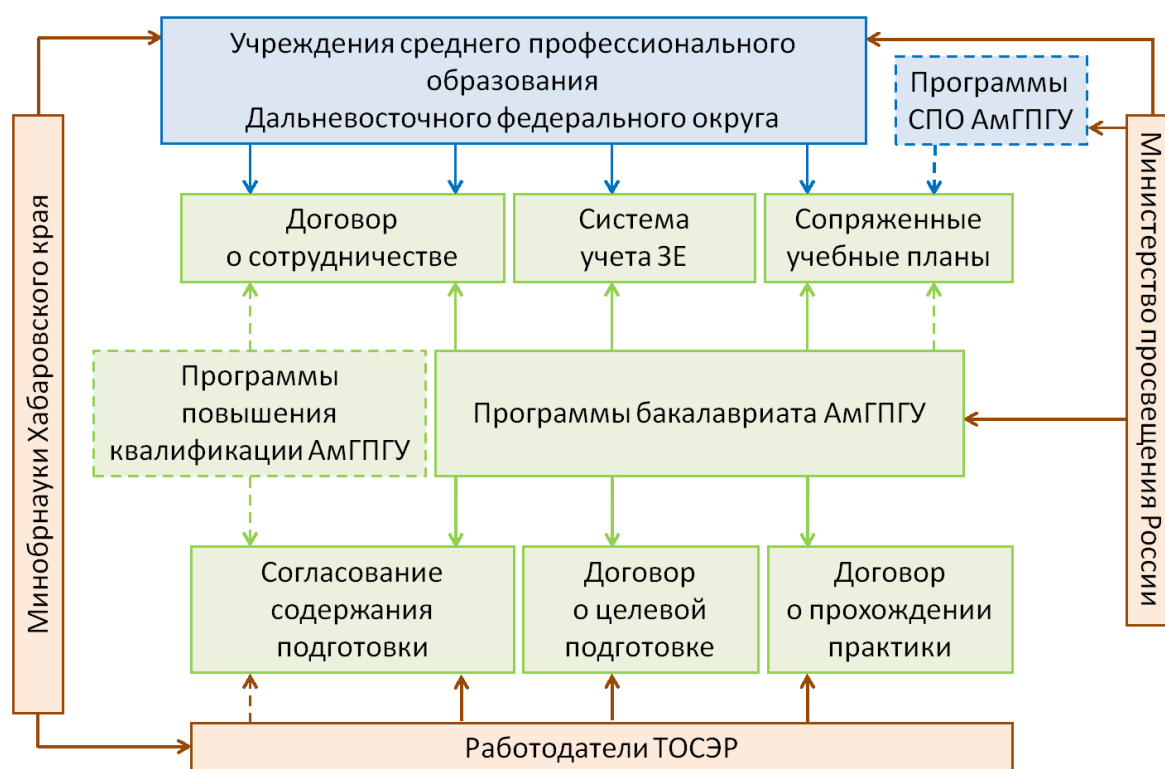 Учреждения среднего профессионального
образования
Дальневосточного федерального округа
Программы
СПО АмГПГУ
Минобрнауки Хабаровского края
Министерство просвещения России
Договор
о сотрудничестве
Система
учета ЗЕ
Сопряженные
учебные планы
Программы
повышения
квалификации АмГПГУ
Программы бакалавриата АмГПГУ
Согласование
содержания
подготовки
Договор
о целевой
подготовке
Договор
о прохождении
практики
Работодатели ТОСЭР